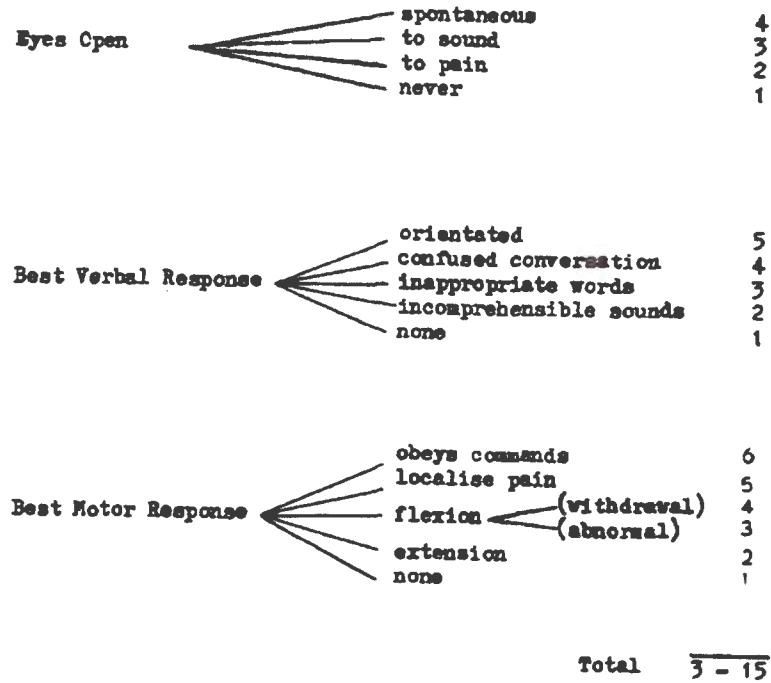 spontaneous 4
Eyes Open to sound 3
to pain 2
never 1
orientated 5
confused conversation 4
Best Verbal Response inappropriate words 3
incomprehensible sounds 2
none 1
obeys commands 6
localise pain 5
(withdrawal) 4
Best Motor Response flexion
(abnormal) 3
extension 2
none 1
Total 3 - 15